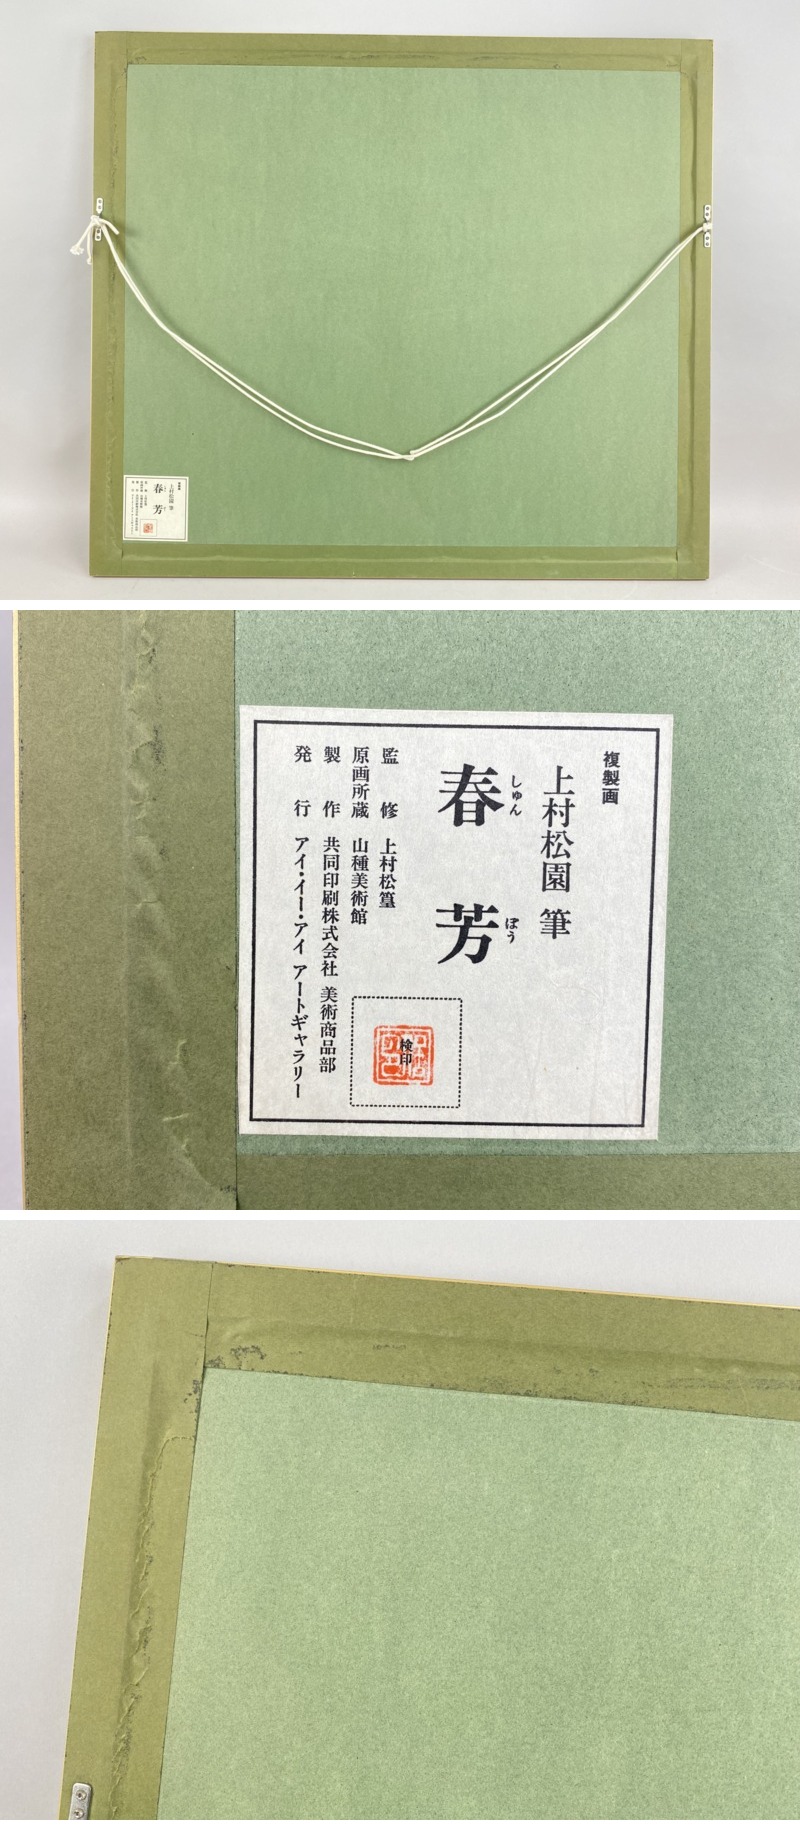 複製画
上村松園 筆
春芳
しゅんぽう
監修 上村松篁
原画所蔵 山種美術館
製作 共同印刷株式会社 美術商品部
発行 アイ・イー・アイ アートギャラリー
検印